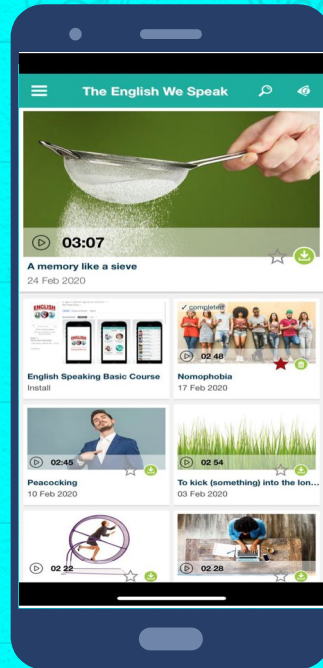 The English We Speak
03:07
A memory like a sieve
24 Feb 2020
ENGLISH
English Speaking Basic Course
Install
✓ completed
02 48
Nomophobia
17 Feb 2020
02:45
Peacocking
10 Feb 2020
02 54
To kick (something) into the lon...
03 Feb 2020
02 22
02 28